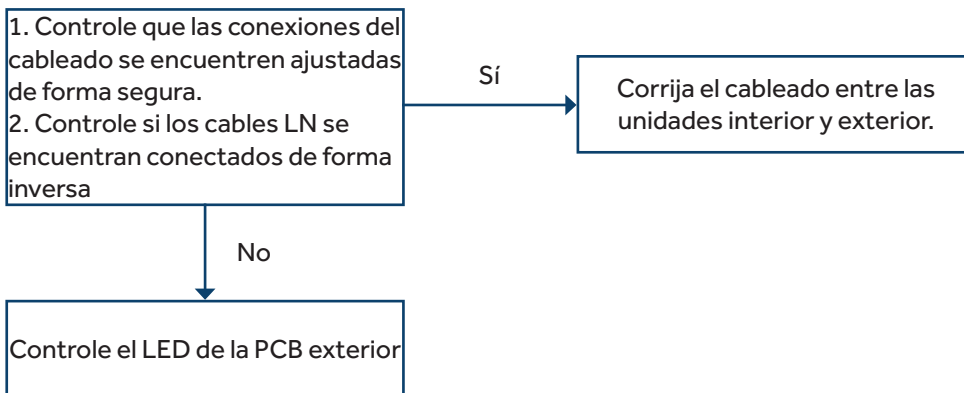 1. Controle que las conexiones del
cableado se encuentren ajustadas
de forma segura.
2. Controle si los cables LN se
encuentran conectados de forma
inversa
Sí
Corrija el cableado entre las
unidades interior y exterior.
No
Controle el LED de la PCB exterior